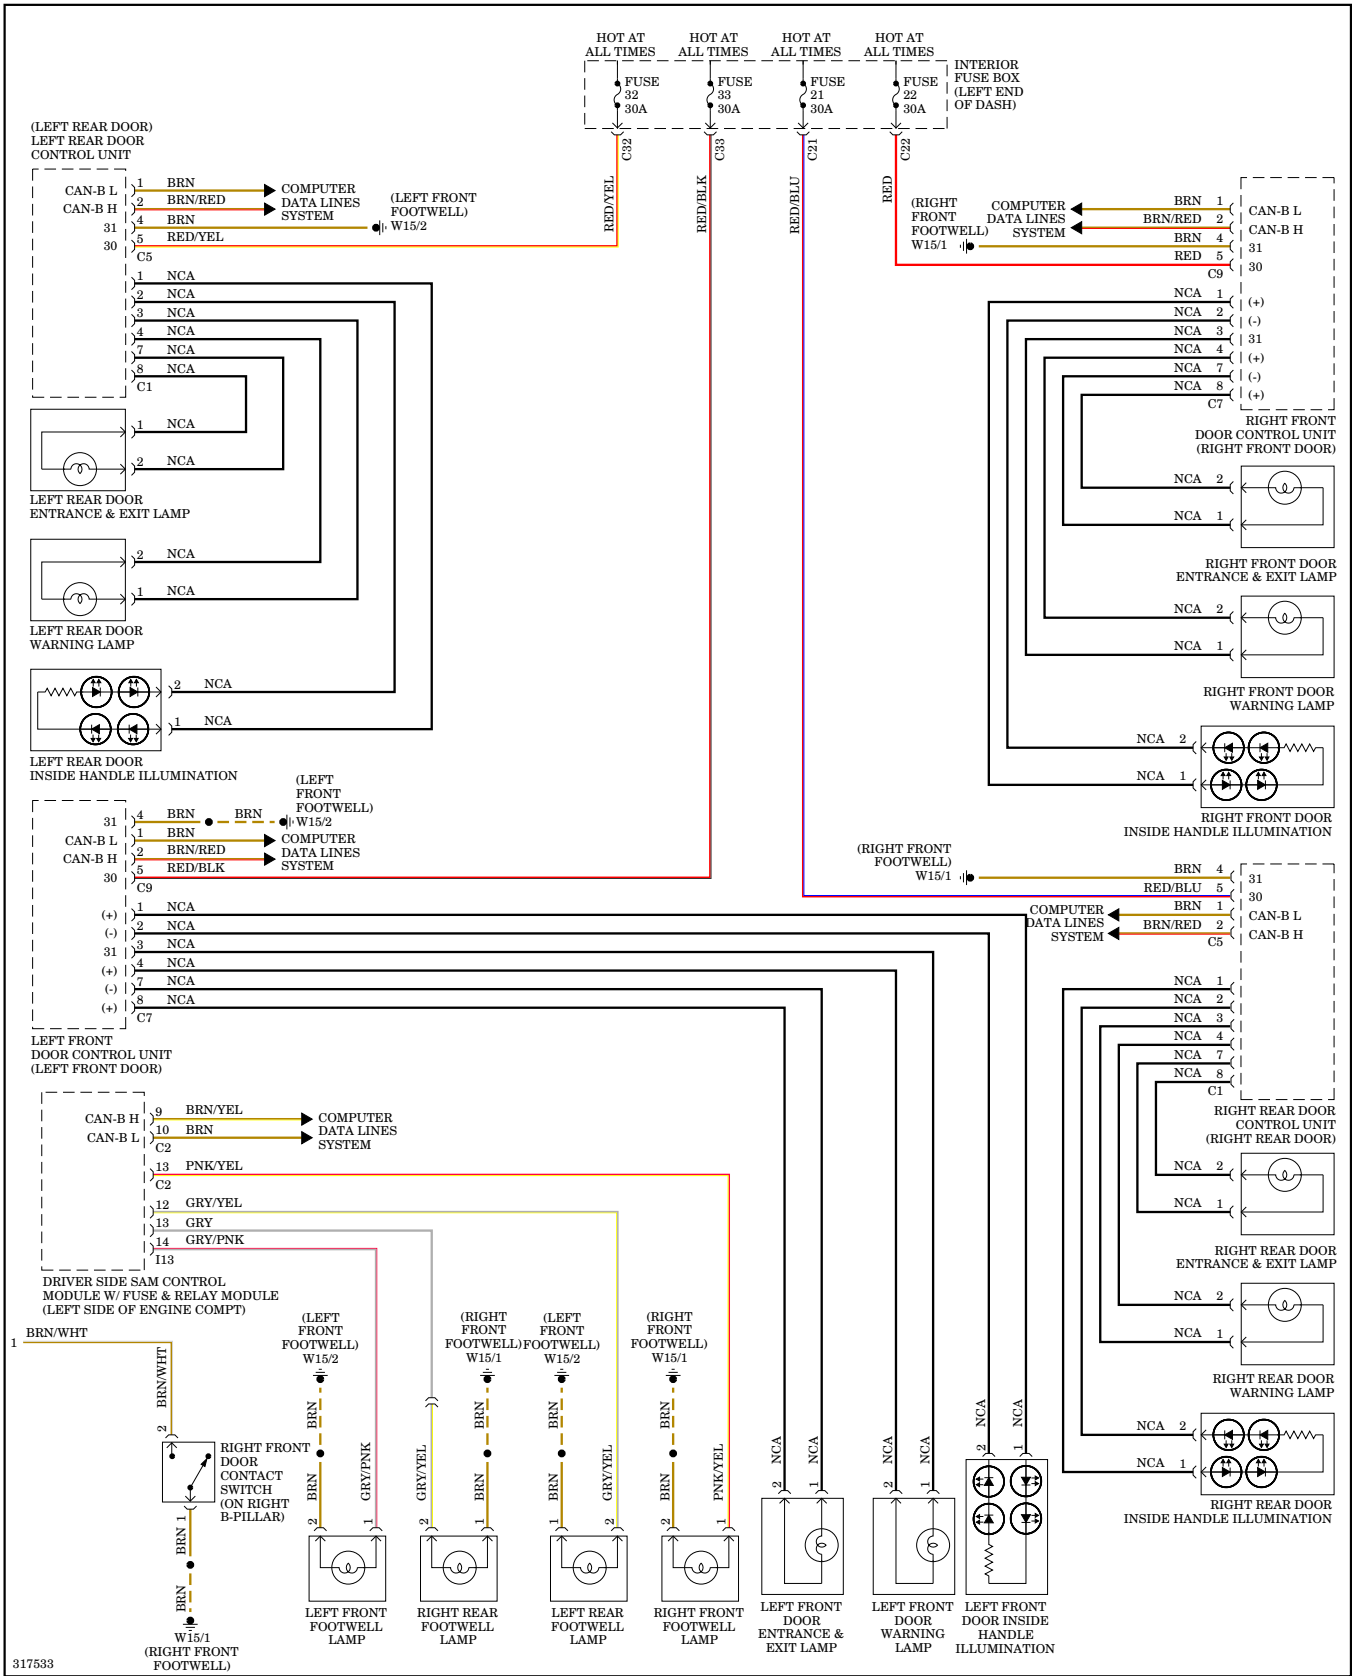 HOT AT
ALL TIMES
HOT AT
ALL TIMES
HOT AT
ALL TIMES
HOT AT
ALL TIMES
FUSE
32
30A
FUSE
33
30A
FUSE
21
30A
FUSE
22
30A
INTERIOR
FUSE BOX
(LEFT END
OF DASH)
C32
C33
C21
C22
RED/YEL
RED/BLK
RED/BLU
RED
(LEFT REAR DOOR)
LEFT REAR DOOR
CONTROL UNIT
CAN-B L 1 BRN
CAN-B H 2 BRN/RED
31 4 BRN
30 5 RED/YEL
C5
COMPUTER
DATA LINES
SYSTEM
(LEFT FRONT
FOOTWELL)
W15/2
1 NCA
2 NCA
3 NCA
4 NCA
7 NCA
8 NCA
C1
1 NCA
2 NCA
LEFT REAR DOOR
ENTRANCE & EXIT LAMP
2 NCA
1 NCA
LEFT REAR DOOR
WARNING LAMP
2 NCA
1 NCA
LEFT REAR DOOR
INSIDE HANDLE ILLUMINATION
(LEFT
FRONT
FOOTWELL)
W15/2
31 4 BRN BRN
CAN-B L 1 BRN
CAN-B H 2 BRN/RED
30 5 RED/BLK
C9
COMPUTER
DATA LINES
SYSTEM
(+) 1 NCA
(-) 2 NCA
31 3 NCA
(+) 4 NCA
(-) 7 NCA
(+) 8 NCA
C7
LEFT FRONT
DOOR CONTROL UNIT
(LEFT FRONT DOOR)
CAN-B H 9 BRN/YEL
CAN-B L 10 BRN
C2
COMPUTER
DATA LINES
SYSTEM
13 PNK/YEL
C2
12 GRY/YEL
13 GRY
14 GRY/PNK
I13
DRIVER SIDE SAM CONTROL
MODULE W/ FUSE & RELAY MODULE
(LEFT SIDE OF ENGINE COMPT)
1 BRN/WHT
BRN/WHT
2
RIGHT FRONT
DOOR
CONTACT
SWITCH
(ON RIGHT
B-PILLAR)
1
BRN
BRN
W15/1
(RIGHT FRONT
FOOTWELL)
(LEFT
FRONT
FOOTWELL)
W15/2
BRN
BRN
GRY/PNK
2
1
LEFT FRONT
FOOTWELL
LAMP
(RIGHT
FRONT
FOOTWELL)
W15/1
GRY/YEL
BRN
BRN
2
1
RIGHT REAR
FOOTWELL
LAMP
(LEFT
FRONT
FOOTWELL)
W15/2
BRN
BRN
GRY/YEL
1
2
LEFT REAR
FOOTWELL
LAMP
(RIGHT
FRONT
FOOTWELL)
W15/1
BRN
BRN
PNK/YEL
2
1
RIGHT FRONT
FOOTWELL
LAMP
NCA
NCA
2
1
LEFT FRONT
DOOR
ENTRANCE &
EXIT LAMP
NCA
NCA
2
1
LEFT FRONT
DOOR
WARNING
LAMP
NCA
NCA
2
1
LEFT FRONT
DOOR INSIDE
HANDLE
ILLUMINATION
(RIGHT
FRONT
FOOTWELL)
W15/1
COMPUTER
DATA LINES
SYSTEM
BRN 1 CAN-B L
BRN/RED 2 CAN-B H
BRN 4 31
RED 5 30
C9
NCA 1 (+)
NCA 2 (-)
NCA 3 31
NCA 4 (+)
NCA 7 (-)
NCA 8 (+)
C7
RIGHT FRONT
DOOR CONTROL UNIT
(RIGHT FRONT DOOR)
NCA 2
NCA 1
RIGHT FRONT DOOR
ENTRANCE & EXIT LAMP
NCA 2
NCA 1
RIGHT FRONT DOOR
WARNING LAMP
NCA 2
NCA 1
RIGHT FRONT DOOR
INSIDE HANDLE ILLUMINATION
(RIGHT FRONT
FOOTWELL)
W15/1
BRN 4 31
RED/BLU 5 30
BRN 1 CAN-B L
BRN/RED 2 CAN-B H
C5
COMPUTER
DATA LINES
SYSTEM
NCA 1
NCA 2
NCA 3
NCA 4
NCA 7
NCA 8
C1
RIGHT REAR DOOR
CONTROL UNIT
(RIGHT REAR DOOR)
NCA 2
NCA 1
RIGHT REAR DOOR
ENTRANCE & EXIT LAMP
NCA 2
NCA 1
RIGHT REAR DOOR
WARNING LAMP
NCA 2
NCA 1
RIGHT REAR DOOR
INSIDE HANDLE ILLUMINATION
317533